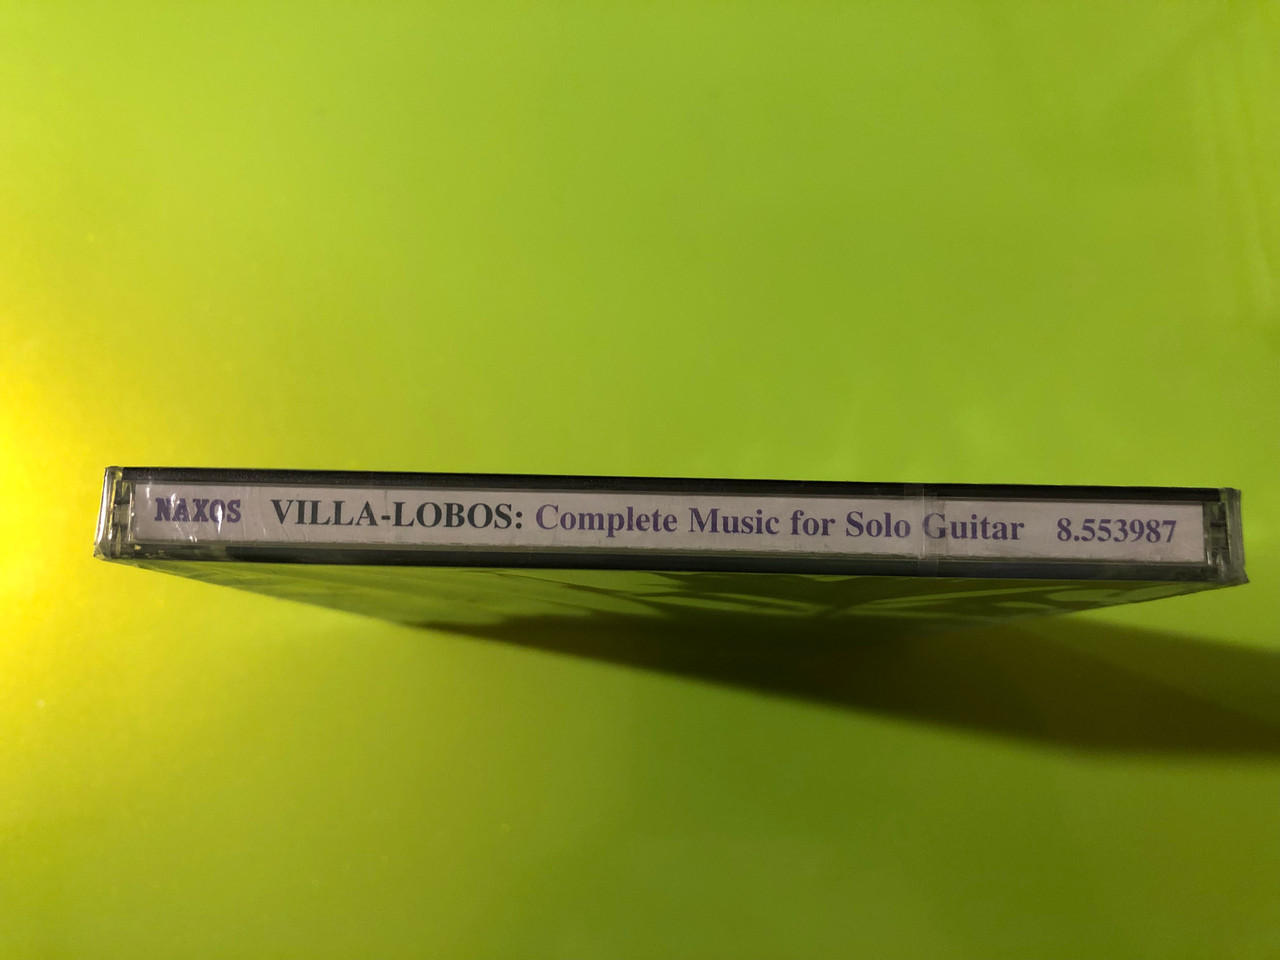 NAXOS VILLA-LOBOS: Complete Music for Solo Guitar 8.553987